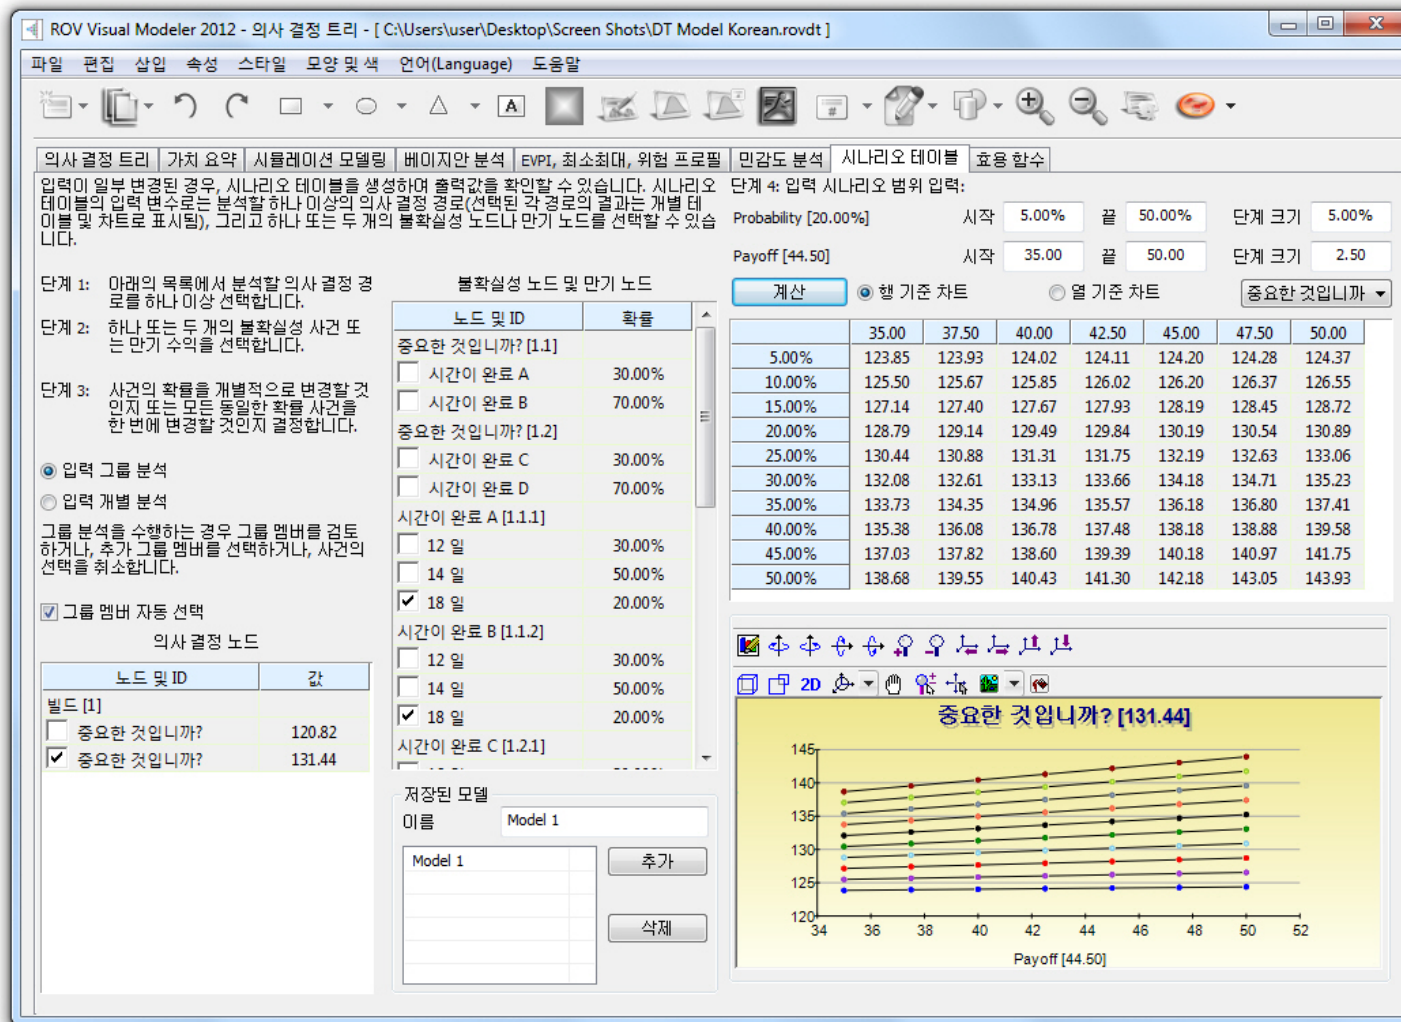 ROV Visual Modeler 2012 - 의사 결정 트리 - [ C:\Users\user\Desktop\Screen Shots\DT Model Korean.rovdt ]
파일 편집 삽입 속성 스타일 모양 및 색 언어(Language) 도움말
A
#
의사 결정 트리 가치 요약 시뮬레이션 모델링 베이지안 분석 EVPI, 최소최대, 위험 프로필 민감도 분석 시나리오 테이블 효용 함수
입력이 일부 변경된 경우, 시나리오 테이블을 생성하여 출력값을 확인할 수 있습니다. 시나리오
테이블의 입력 변수로는 분석할 하나 이상의 의사 결정 경로(선택된 각 경로의 결과는 개별 테
이블 및 차트로 표시됨), 그리고 하나 또는 두 개의 불확실성 노드나 만기 노드를 선택할 수 있습
니다.
단계 1: 아래의 목록에서 분석할 의사 결정 경
로를 하나 이상 선택합니다.
단계 2: 하나 또는 두 개의 불확실성 사건 또
는 만기 수익을 선택합니다.
단계 3: 사건의 확률을 개별적으로 변경할 것
인지 또는 모든 동일한 확률 사건을
한 번에 변경할 것인지 결정합니다.
입력 그룹 분석
입력 개별 분석
그룹 분석을 수행하는 경우 그룹 멤버를 검토
하거나, 추가 그룹 멤버를 선택하거나, 사건의
선택을 취소합니다.
그룹 멤버 자동 선택
의사 결정 노드
노드 및 ID 값
빌드 [1]
중요한 것입니까? 120.82
중요한 것입니까? 131.44
불확실성 노드 및 만기 노드
노드 및 ID 확률
중요한 것입니까? [1.1]
시간이 완료 A 30.00%
시간이 완료 B 70.00%
중요한 것입니까? [1.2]
시간이 완료 C 30.00%
시간이 완료 D 70.00%
시간이 완료 A [1.1.1]
12 일 30.00%
14 일 50.00%
18 일 20.00%
시간이 완료 B [1.1.2]
12 일 30.00%
14 일 50.00%
18 일 20.00%
시간이 완료 C [1.2.1]
저장된 모델
이름 Model 1
Model 1
추가
삭제
단계 4: 입력 시나리오 범위 입력:
Probability [20.00%] 시작 5.00% 끝 50.00% 단계 크기 5.00%
Payoff [44.50] 시작 35.00 끝 50.00 단계 크기 2.50
계산 행 기준 차트 열 기준 차트 중요한 것입니까
35.00 37.50 40.00 42.50 45.00 47.50 50.00
5.00% 123.85 123.93 124.02 124.11 124.20 124.28 124.37
10.00% 125.50 125.67 125.85 126.02 126.20 126.37 126.55
15.00% 127.14 127.40 127.67 127.93 128.19 128.45 128.72
20.00% 128.79 129.14 129.49 129.84 130.19 130.54 130.89
25.00% 130.44 130.88 131.31 131.75 132.19 132.63 133.06
30.00% 132.08 132.61 133.13 133.66 134.18 134.71 135.23
35.00% 133.73 134.35 134.96 135.57 136.18 136.80 137.41
40.00% 135.38 136.08 136.78 137.48 138.18 138.88 139.58
45.00% 137.03 137.82 138.60 139.39 140.18 140.97 141.75
50.00% 138.68 139.55 140.43 141.30 142.18 143.05 143.93
2D
중요한 것입니까? [131.44]
145
140
135
130
125
120
34 36 38 40 42 44 46 48 50 52
Payoff [44.50]